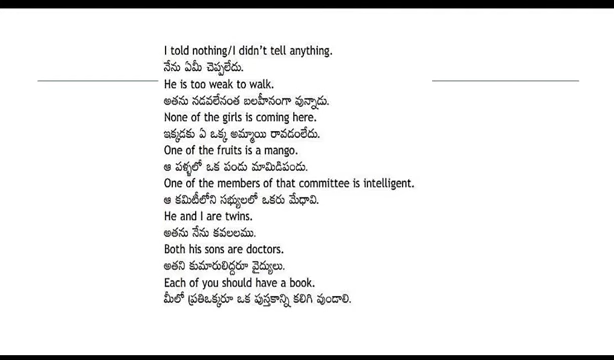 I told nothing/I didn't tell anything.
నేను ఏమీ చెప్పలేదు.
He is too weak to walk.
అతను నడవలేనంత బలహీనంగా వున్నాడు.
None of the girls is coming here.
ఇక్కడకు ఏ ఒక్క అమ్మాయి రావడంలేదు.
One of the fruits is a mango.
ఆ పళ్ళలో ఒక పండు మామిడిపండు.
One of the members of that committee is intelligent.
ఆ కమిటీలోని సభ్యులలో ఒకరు మేధావి.
He and I are twins.
అతను నేను కవలలము.
Both his sons are doctors.
అతని కుమారులిద్దరూ వైద్యులు.
Each of you should have a book.
మీలో ప్రతిఒక్కరూ ఒక పుస్తకాన్ని కలిగి వుండాలి.